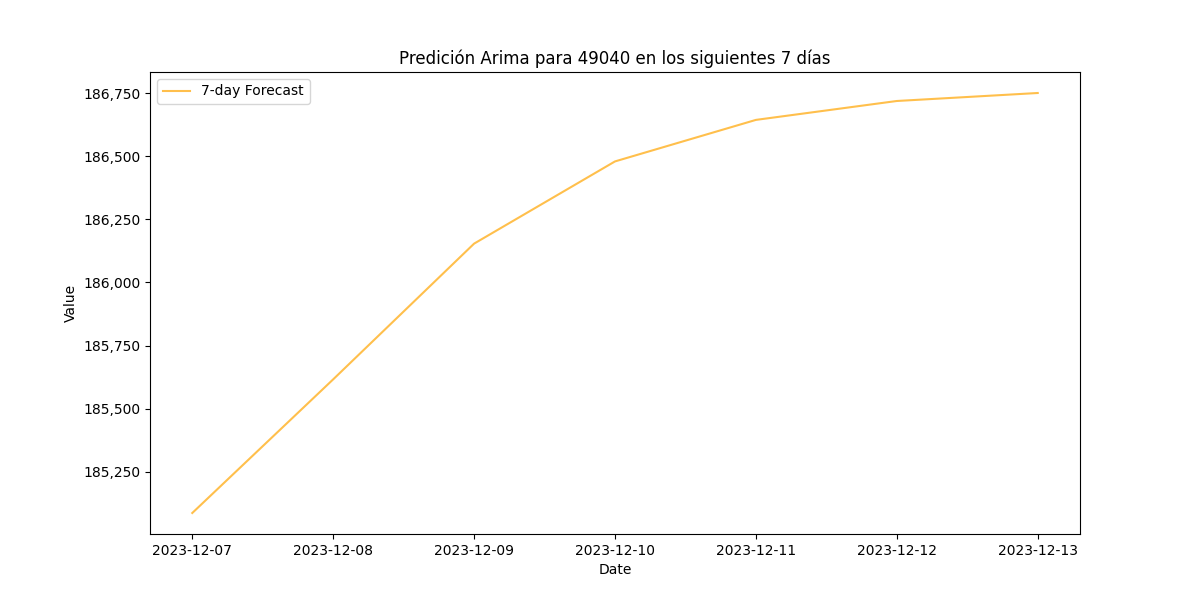 Predición Arima para 49040 en los siguientes 7 días
7-day Forecast
186,750
186,500
186,250
186,000
185,750
185,500
185,250
Value
2023-12-07 2023-12-08 2023-12-09 2023-12-10 2023-12-11 2023-12-12 2023-12-13
Date